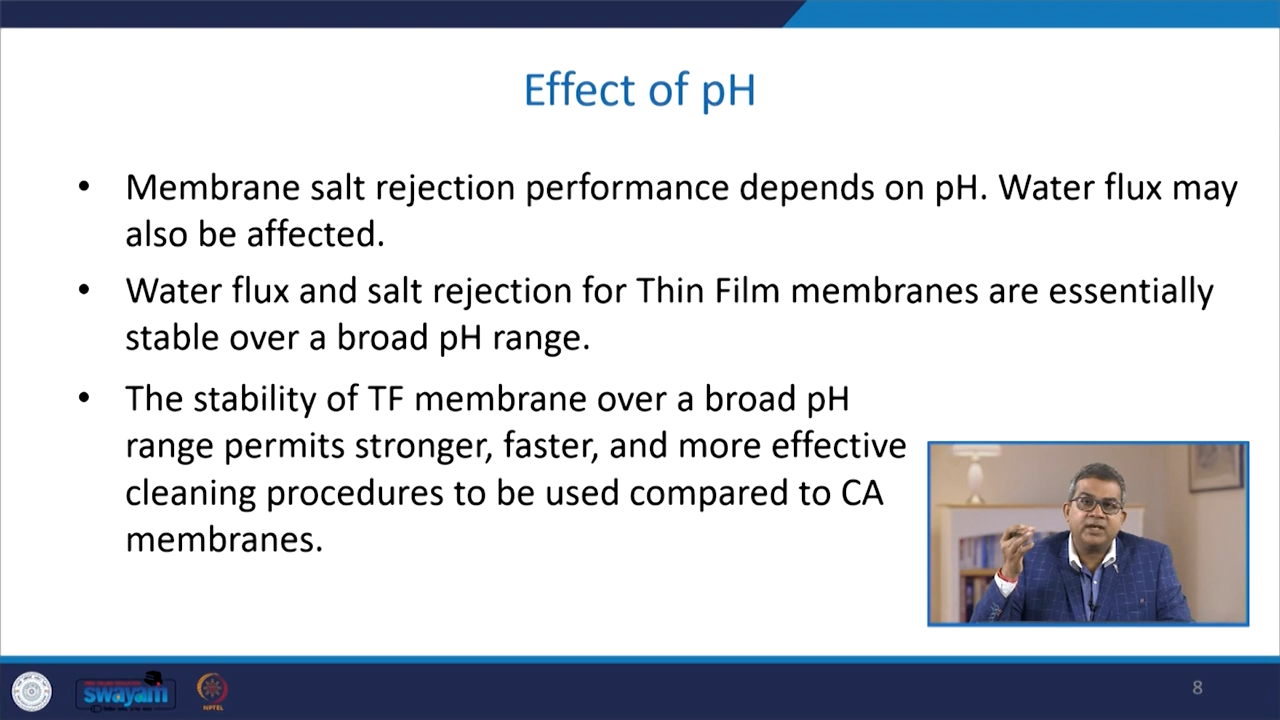 Effect of pH
• Membrane salt rejection performance depends on pH. Water flux may
also be affected.
• Water flux and salt rejection for Thin Film membranes are essentially
stable over a broad pH range.
• The stability of TF membrane over a broad pH
range permits stronger, faster, and more effective
cleaning procedures to be used compared to CA
membranes.
swayam
NPTEL
8